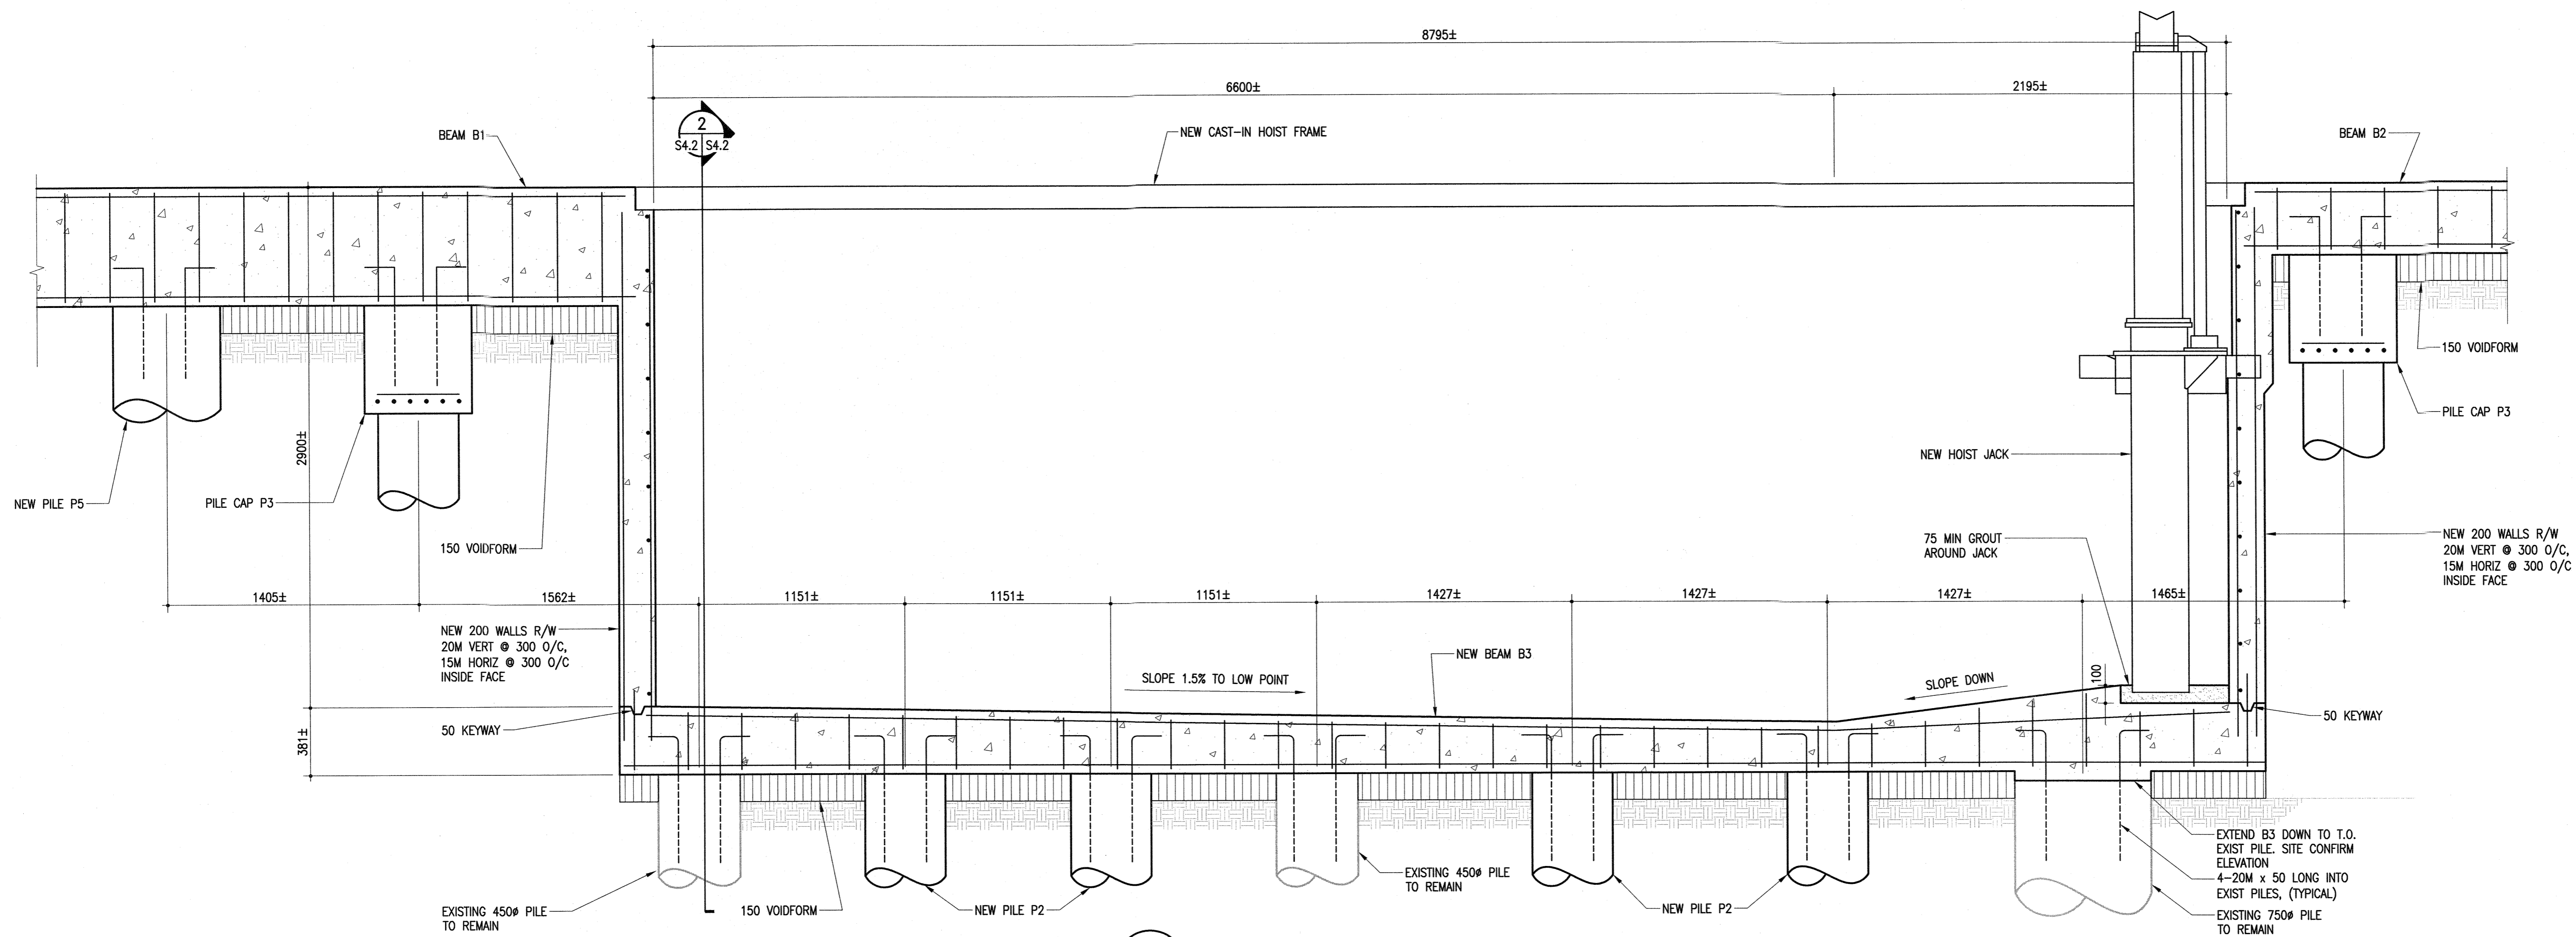 8795±
6600±
2195±
2
S4.2 S4.2
BEAM B1
NEW CAST-IN HOIST FRAME
BEAM B2
150 VOIDFORM
PILE CAP P3
2900±
NEW HOIST JACK
NEW PILE P5
PILE CAP P3
150 VOIDFORM
75 MIN GROUT
AROUND JACK
NEW 200 WALLS R/W
20M VERT @ 300 O/C,
15M HORIZ @ 300 O/C
INSIDE FACE
1405±
1562±
1151±
1151±
1151±
1427±
1427±
1427±
1465±
NEW 200 WALLS R/W
20M VERT @ 300 O/C,
15M HORIZ @ 300 O/C
INSIDE FACE
NEW BEAM B3
SLOPE 1.5% TO LOW POINT
SLOPE DOWN
100
50 KEYWAY
50 KEYWAY
381±
EXISTING 450ø PILE
TO REMAIN
150 VOIDFORM
NEW PILE P2
EXISTING 450ø PILE
TO REMAIN
NEW PILE P2
EXTEND B3 DOWN TO T.O.
EXIST PILE. SITE CONFIRM
ELEVATION
4-20M x 50 LONG INTO
EXIST PILES, (TYPICAL)
EXISTING 750ø PILE
TO REMAIN